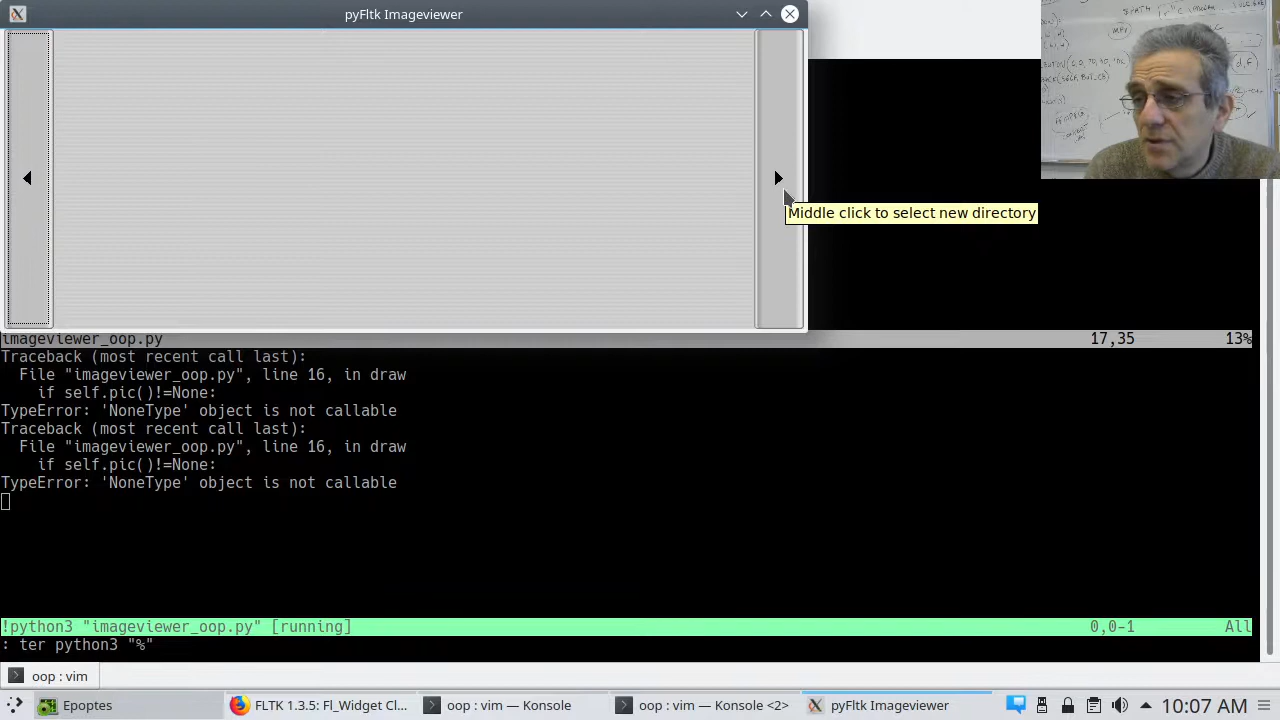 pyFltk Imageviewer
Middle click to select new directory
imageviewer_oop.py 17,35 13%
Traceback (most recent call last):
File "imageviewer_oop.py", line 16, in draw
if self.pic()!=None:
TypeError: 'NoneType' object is not callable
Traceback (most recent call last):
File "imageviewer_oop.py", line 16, in draw
if self.pic()!=None:
TypeError: 'NoneType' object is not callable
!python3 "imageviewer_oop.py" [running] 0,0-1 All
: ter python3 "%"
oop : vim
Epoptes FLTK 1.3.5: Fl_Widget Cl... oop : vim — Konsole oop : vim — Konsole <2> pyFltk Imageviewer 10:07 AM